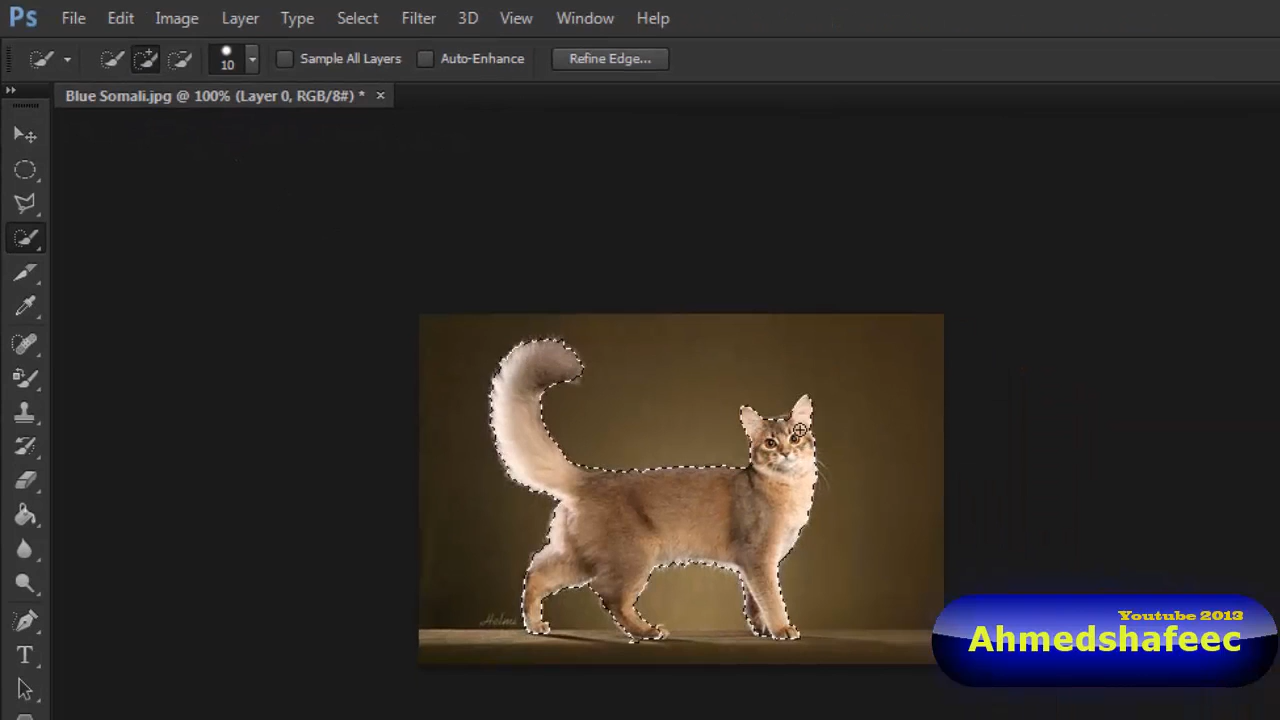 Ps File Edit Image Layer Type Select Filter 3D View Window Help
10 Sample All Layers Auto-Enhance Refine Edge...
Blue Somali.jpg @ 100% (Layer 0, RGB/8#) * ×
Helmi
T
Youtube 2013
Ahmedshafeec